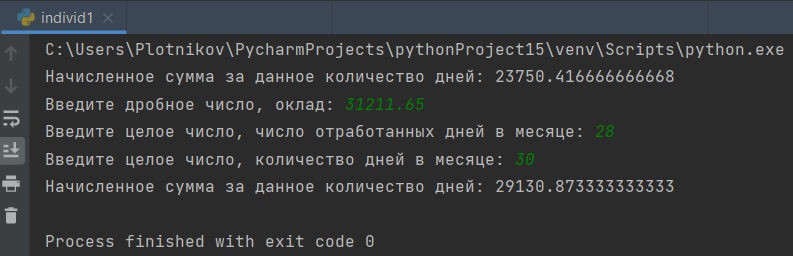 individ1
C:\Users\Plotnikov\PycharmProjects\pythonProject15\venv\Scripts\python.exe
Начисленное сумма за данное количество дней: 23750.416666666668
Введите дробное число, оклад: 31211.65
Введите целое число, число отработанных дней в месяце: 28
Введите целое число, количество дней в месяце: 30
Начисленное сумма за данное количество дней: 29130.873333333333
Process finished with exit code 0